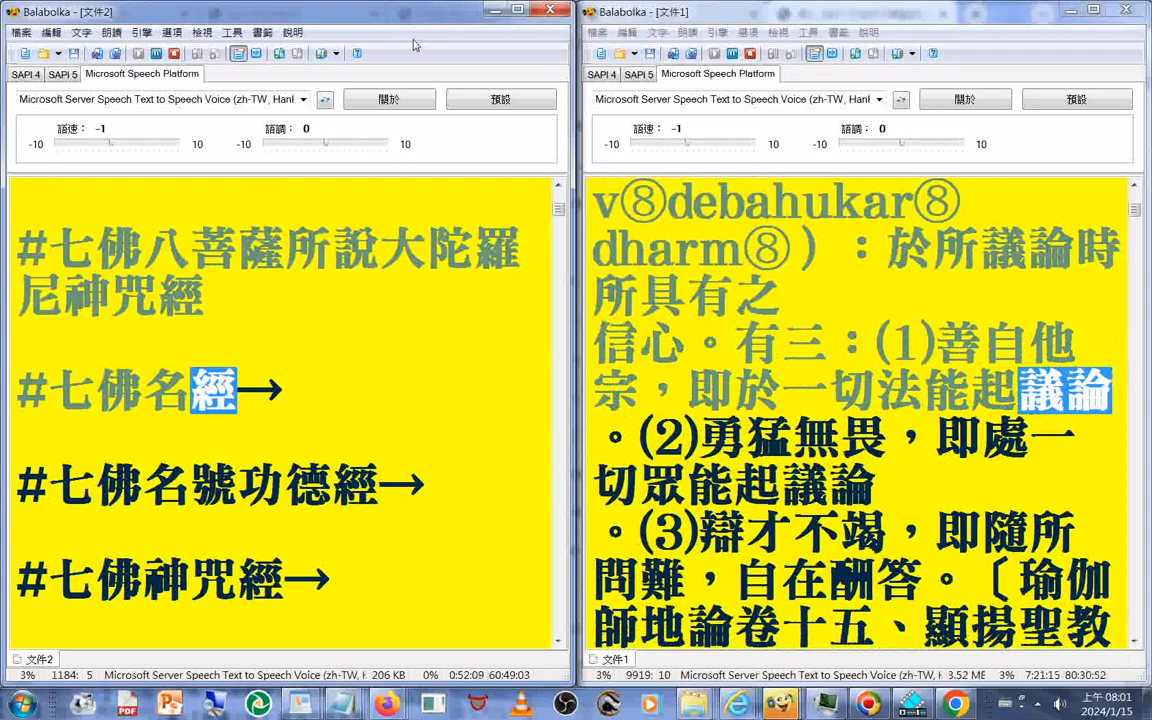 Balabolka - [文件2]
檔案 編輯 文字 朗讀 引擎 選項 檢視 工具 書籤 說明
SAPI 4 SAPI 5 Microsoft Speech Platform
Microsoft Server Speech Text to Speech Voice (zh-TW, Hanl
關於 預設
語速： -1 語調： 0
-10 10 -10 10
#七佛八菩薩所說大陀羅
尼神咒經
#七佛名經→
#七佛名號功德經→
#七佛神咒經→
文件2
3% 1184: 5 Microsoft Server Speech Text to Speech Voice (zh-TW, H 206 KB 0% 0:52:09 60:49:03
Balabolka - [文件1]
檔案 編輯 文字 朗讀 引擎 選項 檢視 工具 書籤 說明
SAPI 4 SAPI 5 Microsoft Speech Platform
Microsoft Server Speech Text to Speech Voice (zh-TW, Hanl
關於 預設
語速： -1 語調： 0
-10 10 -10 10
v⑧debahukar⑧
dharm⑧）：於所議論時
所具有之
信心。有三：(1)善自他
宗，即於一切法能起議論
。(2)勇猛無畏，即處一
切眾能起議論
。(3)辯才不竭，即隨所
問難，自在酬答。〔瑜伽
師地論卷十五、顯揚聖教
文件1
3% 9919: 10 Microsoft Server Speech Text to Speech Voice (zh-TW, H 3.52 ME 3% 7:21:15 80:30:52
上午 08:01
2024/1/15